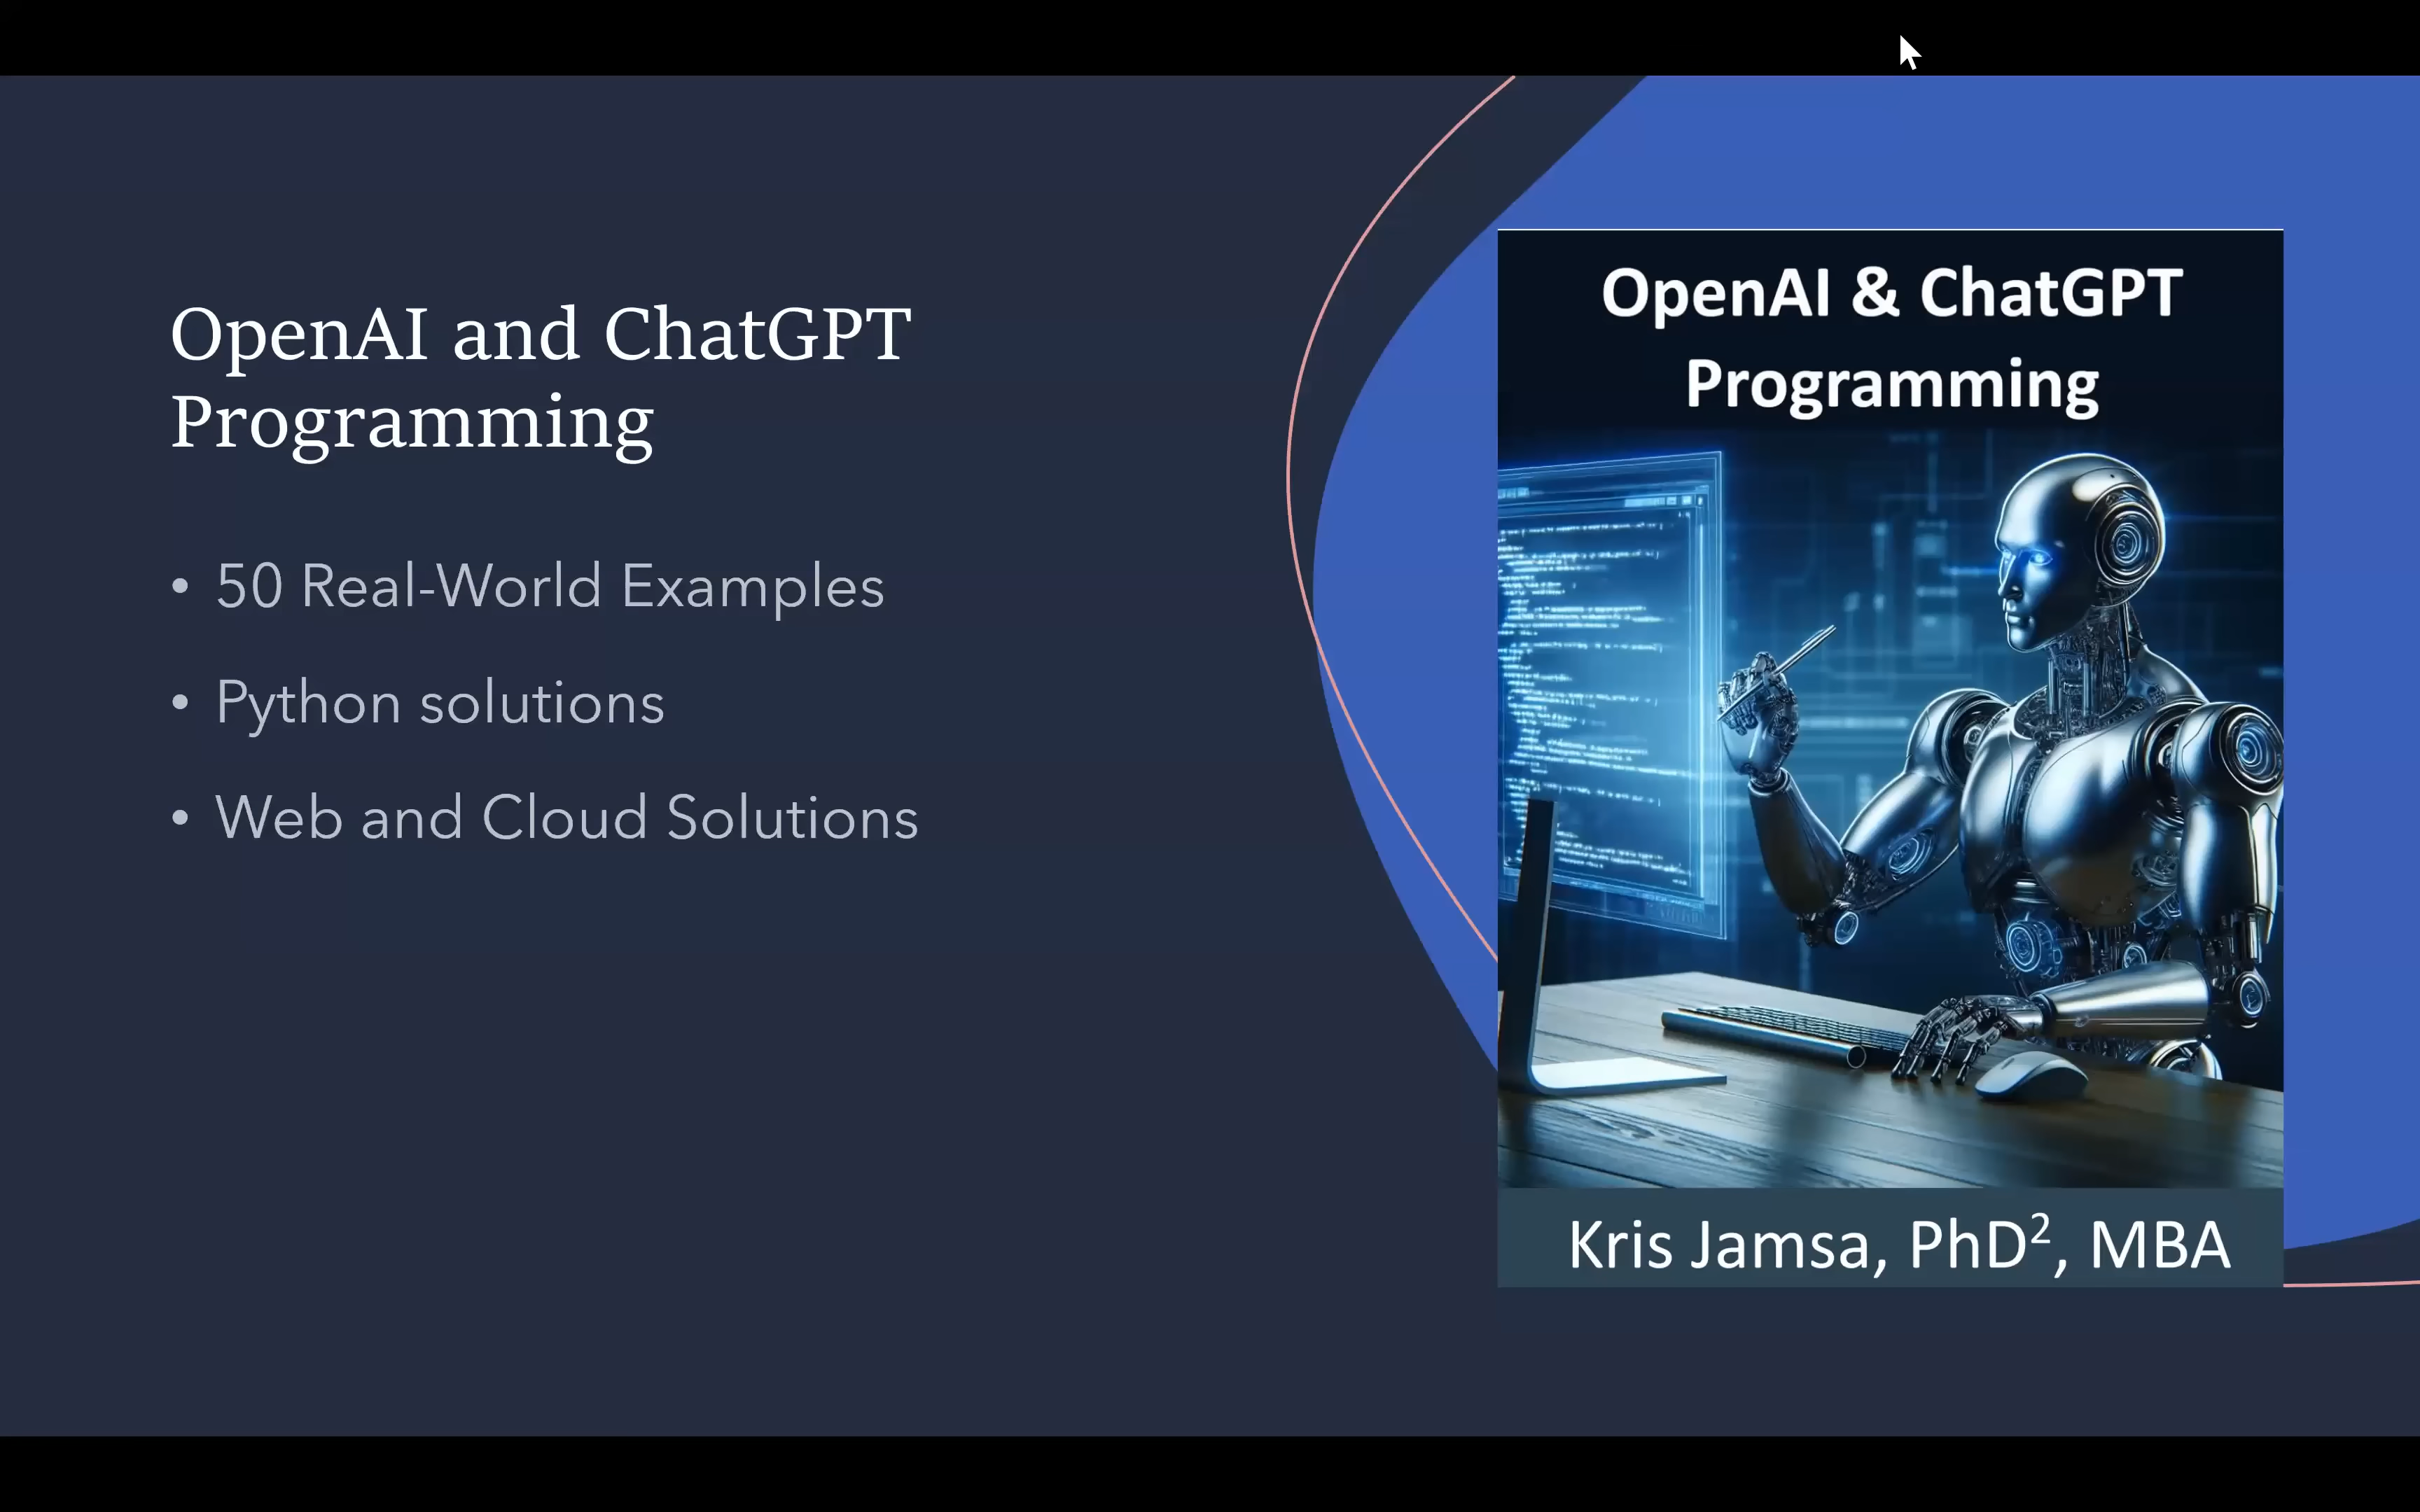 OpenAI and ChatGPT
Programming
• 50 Real-World Examples
• Python solutions
• Web and Cloud Solutions
OpenAI & ChatGPT
Programming
Kris Jamsa, PhD², MBA